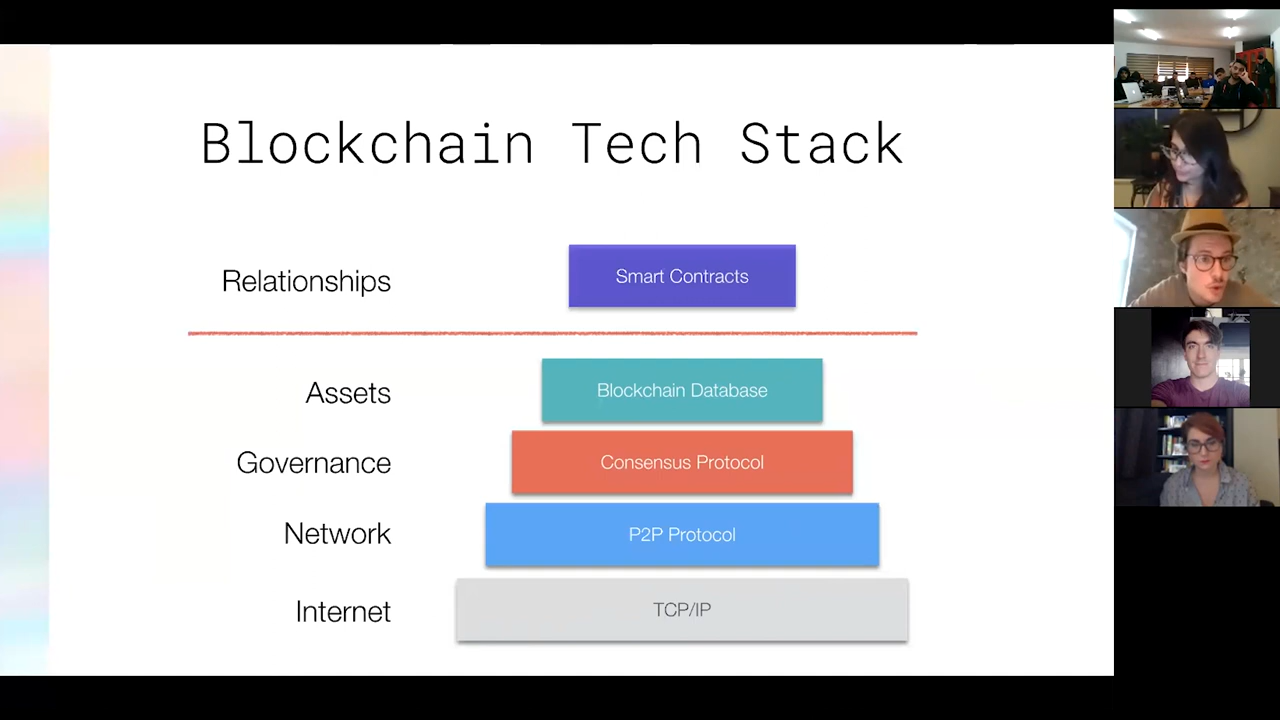 Blockchain Tech Stack
Relationships
Smart Contracts
Assets
Blockchain Database
Governance
Consensus Protocol
Network
P2P Protocol
Internet
TCP/IP